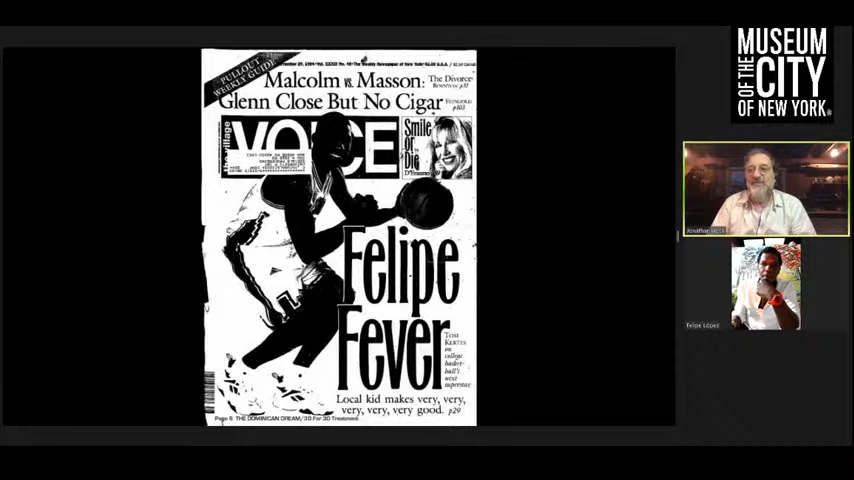 MUSEUM
OF THE
CITY
OF NEW YORK®
PULLOUT
WEEKLY GUIDE
Malcolm vs. Masson: The Divorce
Glenn Close But No Cigar
p103
The Village
VOICE
Smile
or
Die
Felipe
Fever
TOM
KERTES
on
college
basket-
ball's
next
superstar
Local kid makes very, very,
very, very, very good. p29
Page 5 THE DOMINICAN DREAM/30 For 30 Treatment
Felipe López